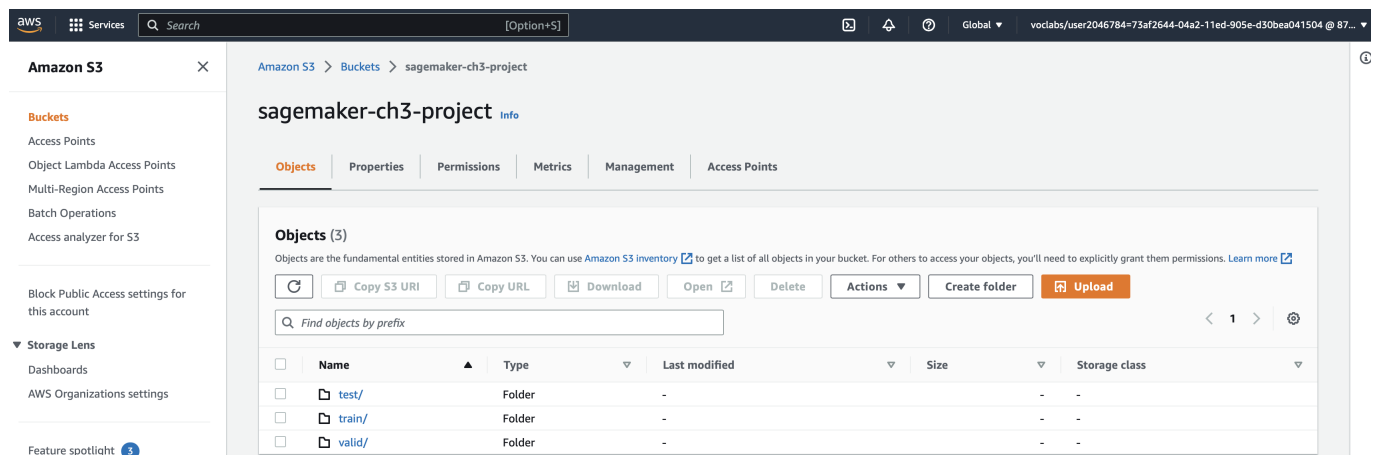 aws Services Search [Option+S] Global voclabs/user2046784=73af2644-04a2-11ed-905e-d30bea041504 @ 87...
Amazon S3
Buckets
Access Points
Object Lambda Access Points
Multi-Region Access Points
Batch Operations
Access analyzer for S3
Block Public Access settings for
this account
Storage Lens
Dashboards
AWS Organizations settings
Feature spotlight 3
Amazon S3 > Buckets > sagemaker-ch3-project
sagemaker-ch3-project Info
Objects Properties Permissions Metrics Management Access Points
Objects (3)
Objects are the fundamental entities stored in Amazon S3. You can use Amazon S3 inventory to get a list of all objects in your bucket. For others to access your objects, you'll need to explicitly grant them permissions. Learn more
Copy S3 URI Copy URL Download Open Delete Actions Create folder Upload
Find objects by prefix
< 1 >
Name Type Last modified Size Storage class
test/ Folder - - -
train/ Folder - - -
valid/ Folder - - -